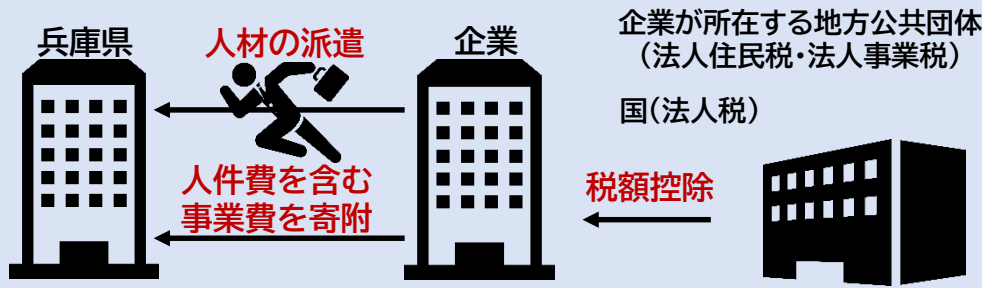 兵庫県
人材の派遣
企業
企業が所在する地方公共団体
（法人住民税・法人事業税）
国（法人税）
人件費を含む
事業費を寄附
税額控除